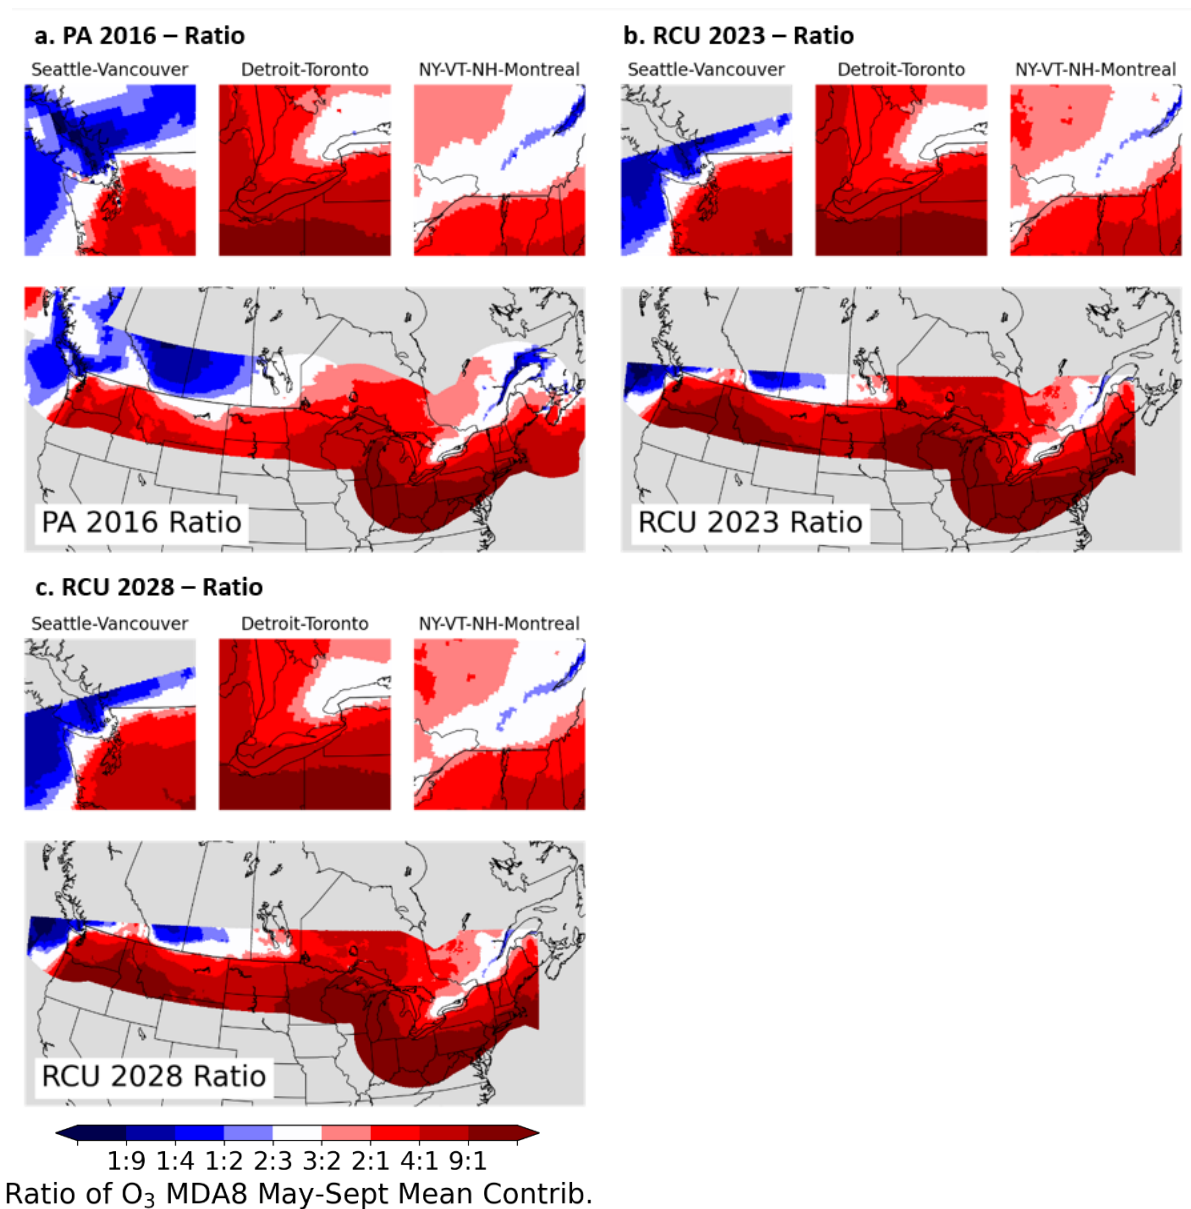 a. PA 2016 – Ratio
Seattle-Vancouver Detroit-Toronto NY-VT-NH-Montreal
PA 2016 Ratio
b. RCU 2023 – Ratio
Seattle-Vancouver Detroit-Toronto NY-VT-NH-Montreal
RCU 2023 Ratio
c. RCU 2028 – Ratio
Seattle-Vancouver Detroit-Toronto NY-VT-NH-Montreal
RCU 2028 Ratio
1:9 1:4 1:2 2:3 3:2 2:1 4:1 9:1
Ratio of O₃ MDA8 May-Sept Mean Contrib.